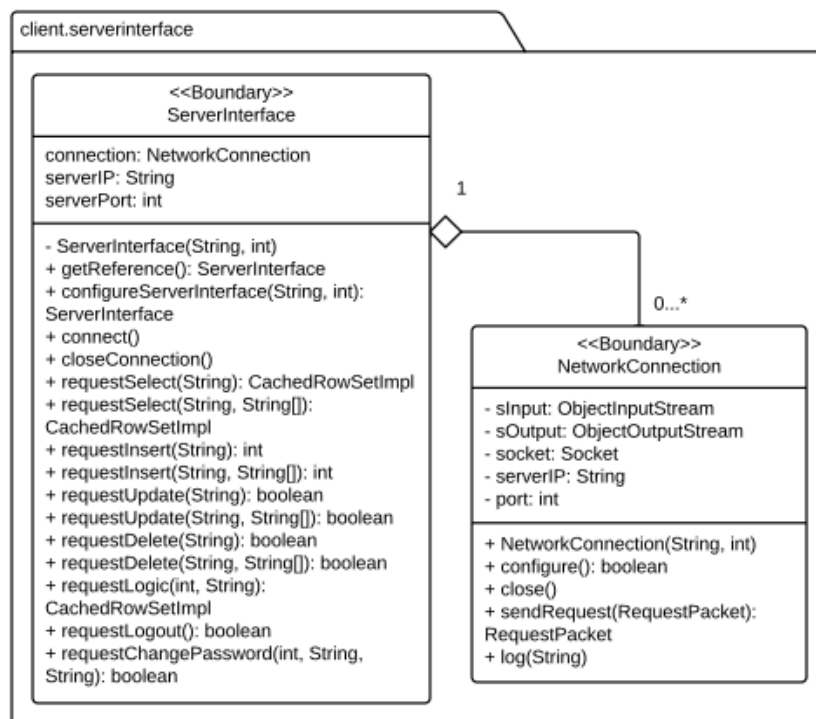 client.serverinterface
<<Boundary>>
ServerInterface
connection: NetworkConnection
serverIP: String
serverPort: int
- ServerInterface(String, int)
+ getReference(): ServerInterface
+ configureServerInterface(String, int):
ServerInterface
+ connect()
+ closeConnection()
+ requestSelect(String): CachedRowSetImpl
+ requestSelect(String, String[]):
CachedRowSetImpl
+ requestInsert(String): int
+ requestInsert(String, String[]): int
+ requestUpdate(String): boolean
+ requestUpdate(String, String[]): boolean
+ requestDelete(String): boolean
+ requestDelete(String, String[]): boolean
+ requestLogic(int, String):
CachedRowSetImpl
+ requestLogout(): boolean
+ requestChangePassword(int, String,
String): boolean
1
0...*
<<Boundary>>
NetworkConnection
- sInput: ObjectInputStream
- sOutput: ObjectOutputStream
- socket: Socket
- serverIP: String
- port: int
+ NetworkConnection(String, int)
+ configure(): boolean
+ close()
+ sendRequest(RequestPacket):
RequestPacket
+ log(String)